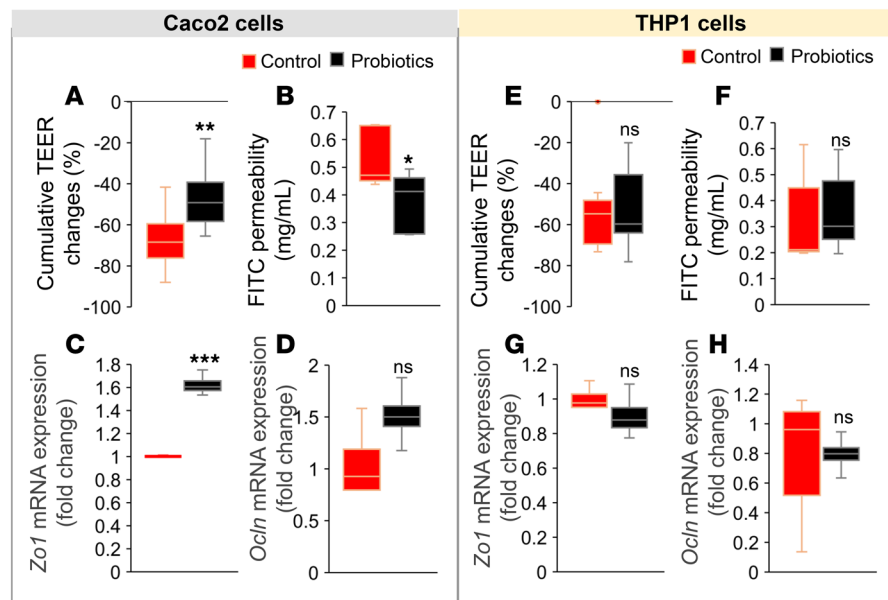 Caco2 cells
THP1 cells
Control Probiotics
Control Probiotics
A
Cumulative TEER
changes (%)
0
-20
-40
-60
-80
-100
**
B
FITC permeability
(mg/mL)
0.7
0.6
0.5
0.4
0.3
0.2
0.1
0
*
E
Cumulative TEER
changes (%)
0
-20
-40
-60
-80
-100
ns
F
FITC permeability
(mg/mL)
0.7
0.6
0.5
0.4
0.3
0.2
0.1
0
ns
C
Zo1 mRNA expression
(fold change)
1.8
1.6
1.4
1.2
1
0.8
0.6
0.4
0.2
0
***
D
Ocln mRNA expression
(fold change)
2
1.5
1
0.5
0
ns
G
Zo1 mRNA expression
(fold change)
1.2
1
0.8
0.6
0.4
0.2
0
ns
H
Ocln mRNA expression
(fold change)
1.4
1.2
1
0.8
0.6
0.4
0.2
0
ns